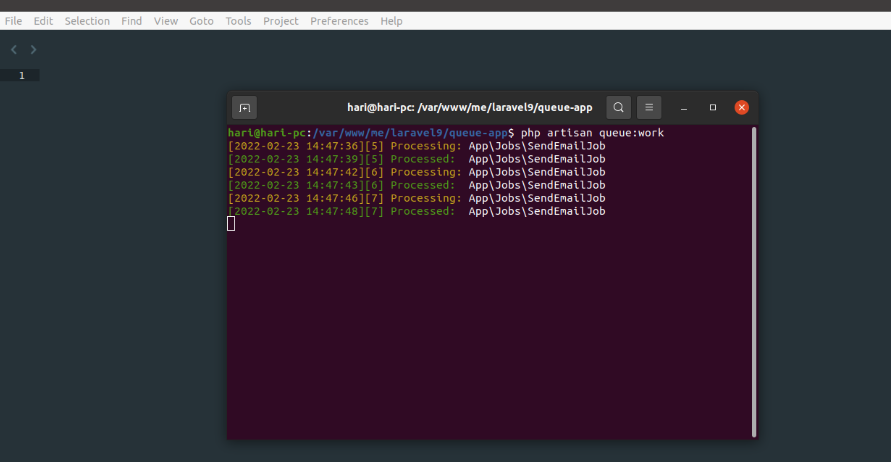 File Edit Selection Find View Goto Tools Project Preferences Help
1
hari@hari-pc: /var/www/me/laravel9/queue-app
hari@hari-pc:/var/www/me/laravel9/queue-app$ php artisan queue:work
[2022-02-23 14:47:36][5] Processing: App\Jobs\SendEmailJob
[2022-02-23 14:47:39][5] Processed:  App\Jobs\SendEmailJob
[2022-02-23 14:47:42][6] Processing: App\Jobs\SendEmailJob
[2022-02-23 14:47:43][6] Processed:  App\Jobs\SendEmailJob
[2022-02-23 14:47:46][7] Processing: App\Jobs\SendEmailJob
[2022-02-23 14:47:48][7] Processed:  App\Jobs\SendEmailJob